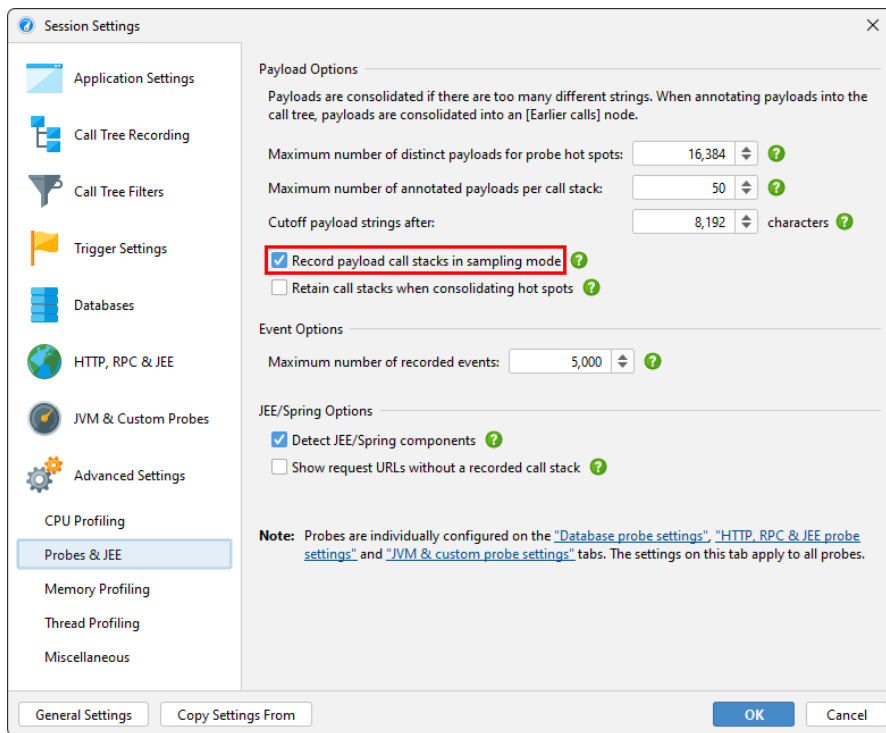 Session Settings
Application Settings
Call Tree Recording
Call Tree Filters
Trigger Settings
Databases
HTTP, RPC & JEE
JVM & Custom Probes
Advanced Settings
CPU Profiling
Probes & JEE
Memory Profiling
Thread Profiling
Miscellaneous
Payload Options
Payloads are consolidated if there are too many different strings. When annotating payloads into the
call tree, payloads are consolidated into an [Earlier calls] node.
Maximum number of distinct payloads for probe hot spots: 16,384 ?
Maximum number of annotated payloads per call stack: 50 ?
Cutoff payload strings after: 8,192 characters ?
Record payload call stacks in sampling mode ?
Retain call stacks when consolidating hot spots ?
Event Options
Maximum number of recorded events: 5,000 ?
JEE/Spring Options
Detect JEE/Spring components ?
Show request URLs without a recorded call stack ?
Note: Probes are individually configured on the "Database probe settings", "HTTP, RPC & JEE probe
settings" and "JVM & custom probe settings" tabs. The settings on this tab apply to all probes.
General Settings Copy Settings From OK Cancel